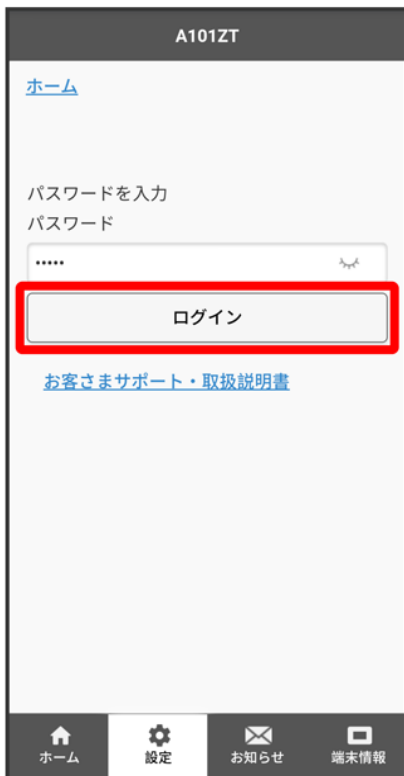 A101ZT
ホーム
パスワードを入力
パスワード
•••••
ログイン
お客さまサポート・取扱説明書
ホーム
設定
お知らせ
端末情報